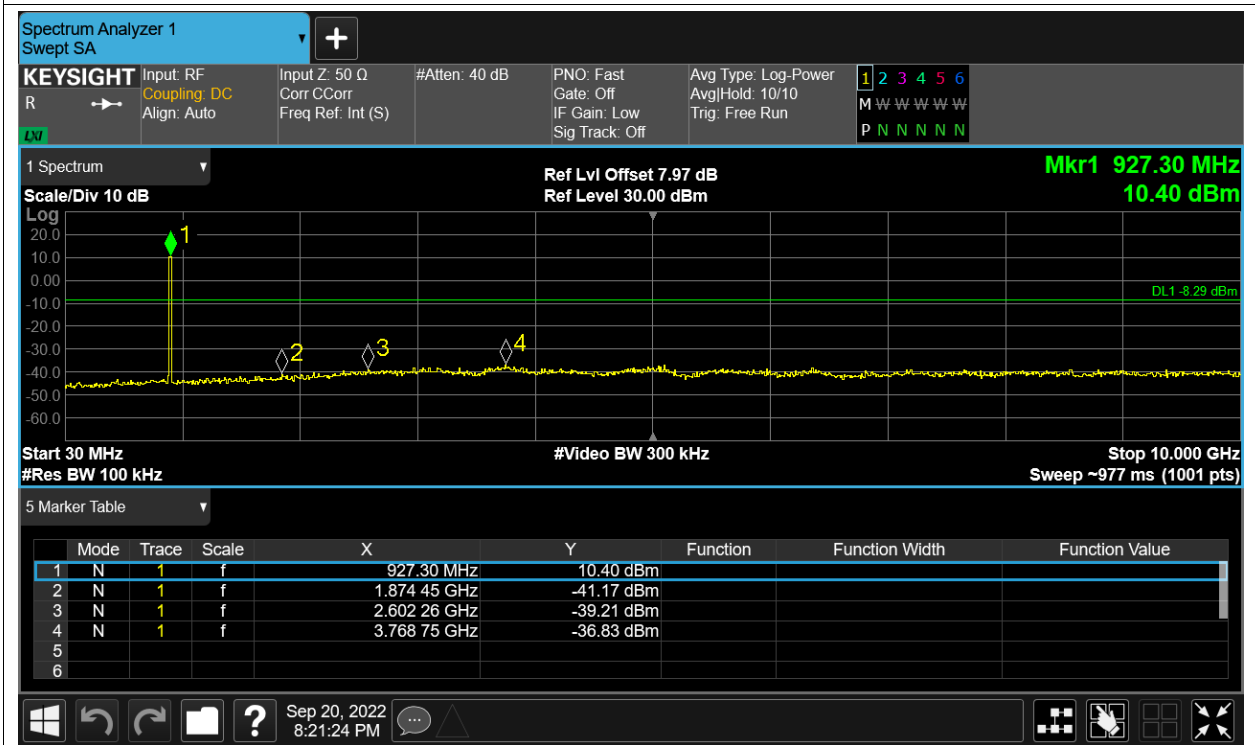 Spectrum Analyzer 1
Swept SA
+
KEYSIGHT
R
LXI
Input: RF
Coupling: DC
Align: Auto
Input Z: 50 Ω
Corr CCorr
Freq Ref: Int (S)
#Atten: 40 dB
PNO: Fast
Gate: Off
IF Gain: Low
Sig Track: Off
Avg Type: Log-Power
Avg|Hold: 10/10
Trig: Free Run
1 2 3 4 5 6
M W W W W W
P N N N N N
1 Spectrum
Scale/Div 10 dB
Ref Lvl Offset 7.97 dB
Ref Level 30.00 dBm
Mkr1 927.30 MHz
10.40 dBm
Log
20.0
10.0
0.00
-10.0
-20.0
-30.0
-40.0
-50.0
-60.0
1
DL1 -8.29 dBm
2
3
4
Start 30 MHz
#Video BW 300 kHz
Stop 10.000 GHz
#Res BW 100 kHz
Sweep ~977 ms (1001 pts)
5 Marker Table
Mode Trace Scale X Y Function Function Width Function Value
1 N 1 f 927.30 MHz 10.40 dBm
2 N 1 f 1.874 45 GHz -41.17 dBm
3 N 1 f 2.602 26 GHz -39.21 dBm
4 N 1 f 3.768 75 GHz -36.83 dBm
5
6
?
Sep 20, 2022
8:21:24 PM